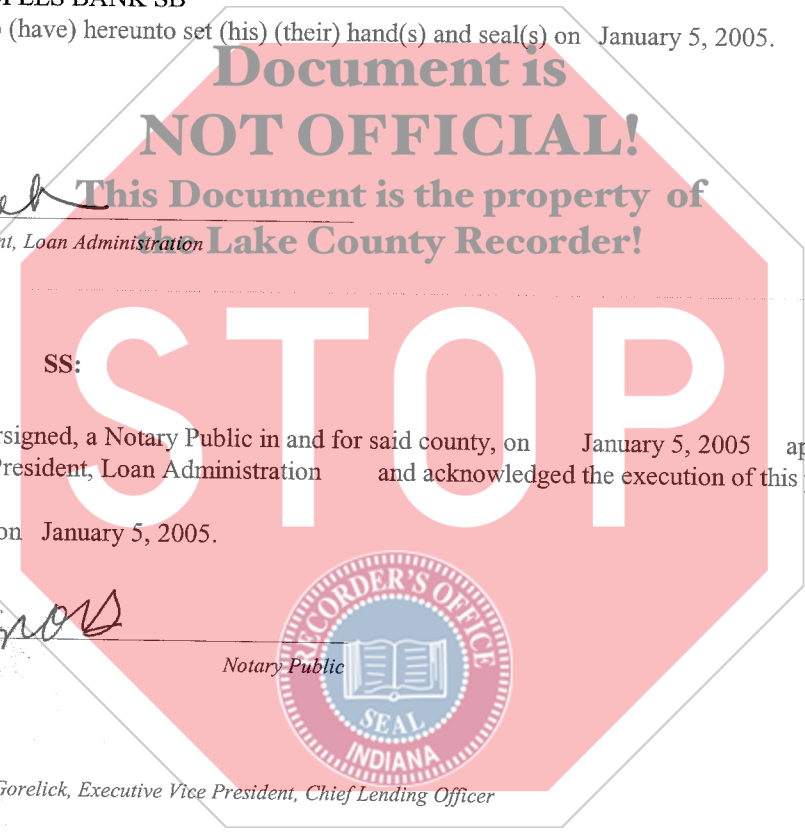 BANK SB
(have) hereunto set (his) (their) hand(s) and seal(s) on January 5, 2005.
Document is
NOT OFFICIAL!
This Document is the property of
the Lake County Recorder!
Loan Administration
STOP
SS:
a Notary Public in and for said county, on January 5, 2005
President, Loan Administration and acknowledged the execution of this
on January 5, 2005.
RECORDER'S OFFICE
SEAL
INDIANA
Notary Public
Gorelick, Executive Vice President, Chief Lending Officer